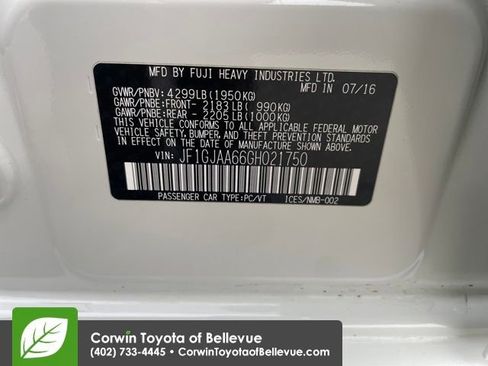 MFD BY FUJI HEAVY INDUSTRIES LTD.
MFD IN 07/16
GVWR/PNBV: 4299LB(1950KG)
GAWR/PNBE:FRONT- 2183LB( 990KG)
GAWR/PNBE:REAR - 2205LB(1000KG)
THIS VEHICLE CONFORMS TO ALL APPLICABLE FEDERAL MOTOR
VEHICLE SAFETY, BUMPER, AND THEFT PREVENTION STANDARDS
IN EFFECT ON THE DATE OF MANUFACTURE SHOWN ABOVE.
VIN: JF1GJAA66GH021750
PASSENGER CAR TYPE:PC/VT ICES/NMB-002
Corwin Toyota of Bellevue
(402) 733-4445 • CorwinToyotaofBellevue.com